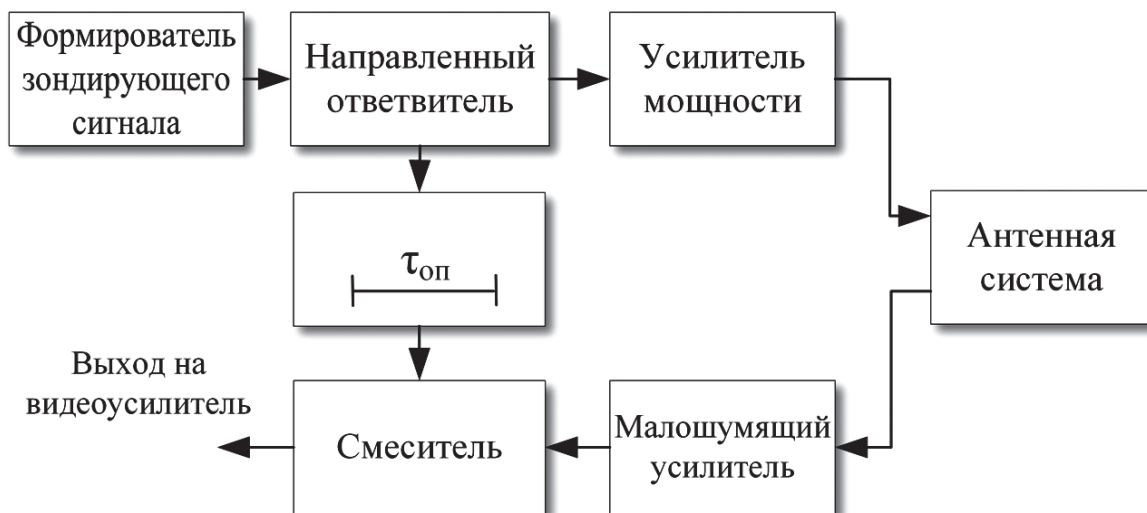 Формирователь
зондирующего
сигнала
Направленный
ответвитель
Усилитель
мощности
Антенная
система
τоп
Выход на
видеоусилитель
Смеситель
Малошумящий
усилитель